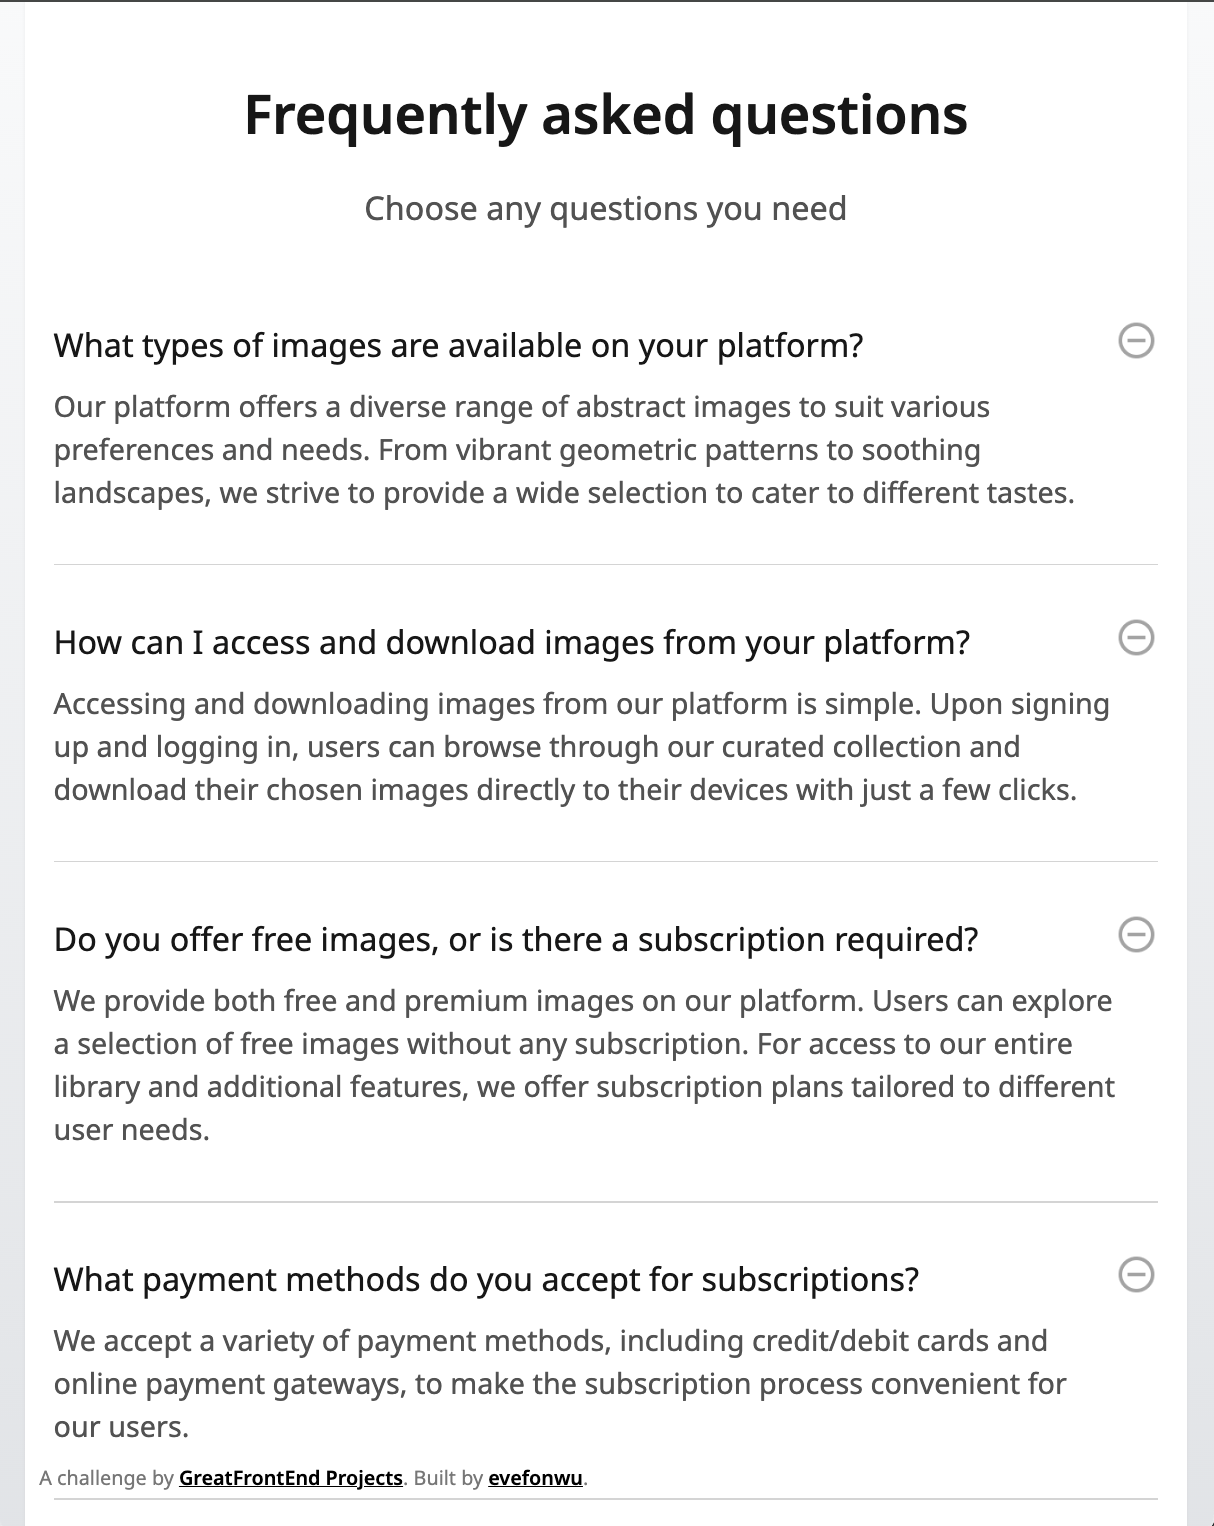 Frequently asked questions
Choose any questions you need
What types of images are available on your platform?
Our platform offers a diverse range of abstract images to suit various
preferences and needs. From vibrant geometric patterns to soothing
landscapes, we strive to provide a wide selection to cater to different tastes.
How can I access and download images from your platform?
Accessing and downloading images from our platform is simple. Upon signing
up and logging in, users can browse through our curated collection and
download their chosen images directly to their devices with just a few clicks.
Do you offer free images, or is there a subscription required?
We provide both free and premium images on our platform. Users can explore
a selection of free images without any subscription. For access to our entire
library and additional features, we offer subscription plans tailored to different
user needs.
What payment methods do you accept for subscriptions?
We accept a variety of payment methods, including credit/debit cards and
online payment gateways, to make the subscription process convenient for
our users.
A challenge by GreatFrontEnd Projects. Built by evefonwu.